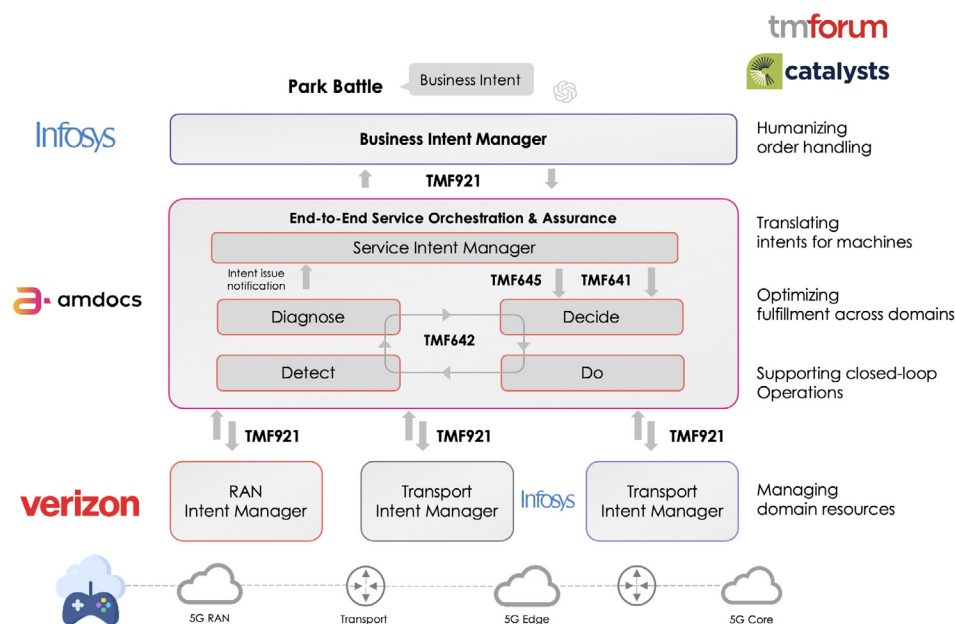 tmforum
catalysts
Park Battle
Business Intent
Infosys
Business Intent Manager
Humanizing
order handling
TMF921
End-to-End Service Orchestration & Assurance
Service Intent Manager
Translating
intents for machines
Intent issue
notification
TMF645
TMF641
amdocs
Diagnose
Decide
Optimizing
fulfillment across domains
TMF642
Detect
Do
Supporting closed-loop
Operations
TMF921
TMF921
TMF921
verizon
RAN
Intent Manager
Transport
Intent Manager
Infosys
Transport
Intent Manager
Managing
domain resources
5G RAN
Transport
5G Edge
5G Core